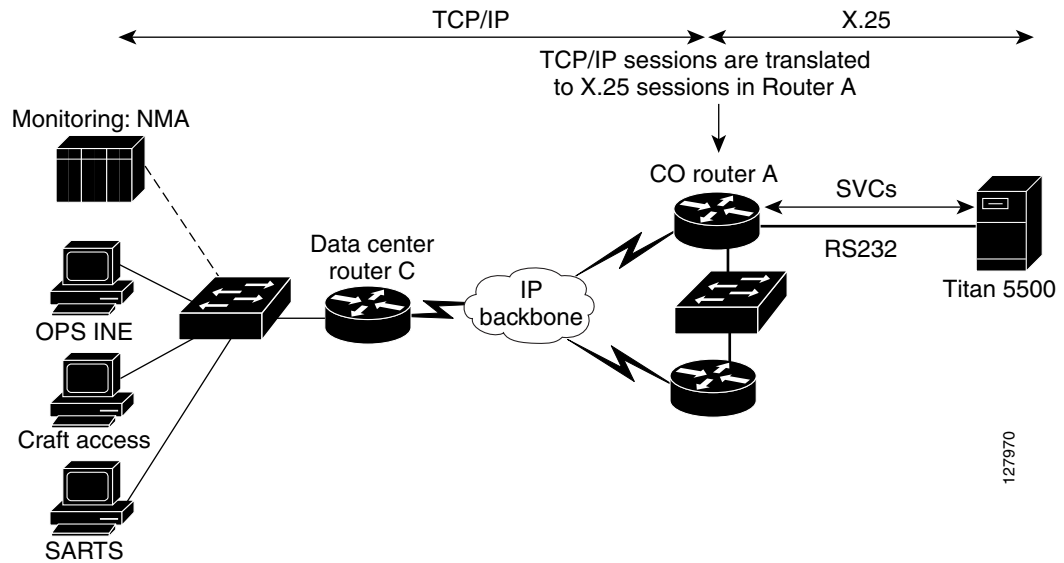 TCP/IP
X.25
TCP/IP sessions are translated
to X.25 sessions in Router A
Monitoring: NMA
CO router A
SVCs
RS232
Titan 5500
Data center
router C
IP
backbone
OPS INE
Craft access
SARTS
127970